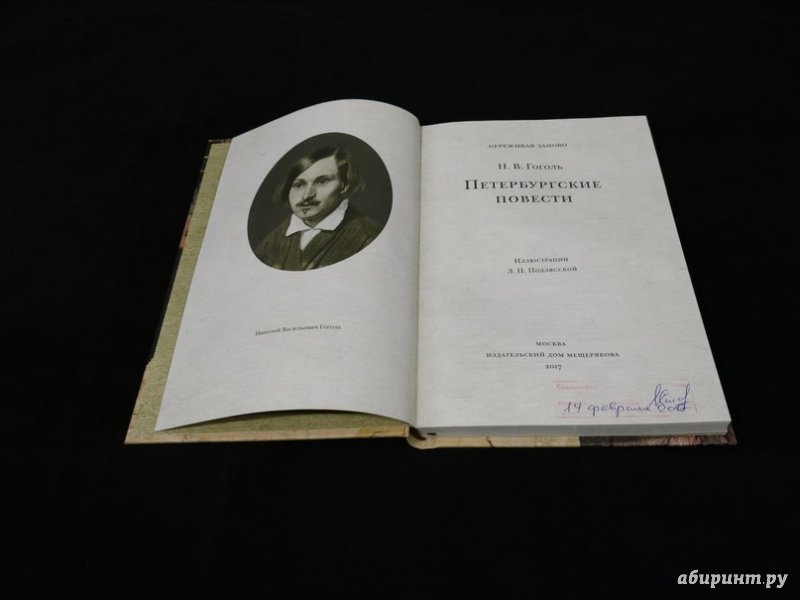 Николай Васильевич Гоголь
ПЕРЕЖИВАЯ ЗАНОВО
Н. В. Гоголь
ПЕТЕРБУРГСКИЕ
ПОВЕСТИ
Иллюстрации
Л. П. Подлясской
МОСКВА
ИЗДАТЕЛЬСКИЙ ДОМ МЕЩЕРЯКОВА
2017
14 февраля
абиринт.ру